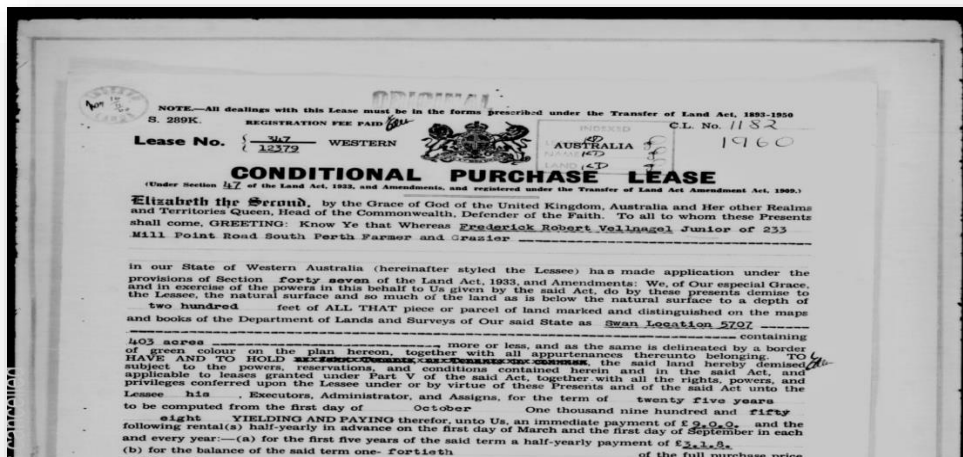 ORIGINAL
NOTE.—All dealings with this Lease must be in the forms prescribed under the Transfer of Land Act, 1893-1950
S. 289K. REGISTRATION FEE PAID C.L. No. 1182
1960
INDEXED
Lease No. { 347 / 12379 WESTERN AUSTRALIA
NAME
LAND
CONDITIONAL PURCHASE LEASE
(Under Section 47 of the Land Act, 1933, and Amendments, and registered under the Transfer of Land Act Amendment Act, 1909.)
Elizabeth the Second, by the Grace of God of the United Kingdom, Australia and Her other Realms
and Territories Queen, Head of the Commonwealth, Defender of the Faith. To all to whom these Presents
shall come, GREETING: Know Ye that Whereas Frederick Robert Vellnagel Junior of 233
Mill Point Road South Perth Farmer and Grazier
in our State of Western Australia (hereinafter styled the Lessee) has made application under the
provisions of Section forty seven of the Land Act, 1933, and Amendments: We, of Our especial Grace,
and in exercise of the powers in this behalf to Us given by the said Act, do by these presents demise to
the Lessee, the natural surface and so much of the land as is below the natural surface to a depth of
two hundred feet of ALL THAT piece or parcel of land marked and distinguished on the maps
and books of the Department of Lands and Surveys of Our said State as Swan Location 5707
containing
403 acres more or less, and as the same is delineated by a border
of green colour on the plan hereon, together with all appurtenances thereunto belonging. TO
HAVE AND TO HOLD the said land hereby demised
subject to the powers, reservations, and conditions contained herein and in the said Act, and
applicable to leases granted under Part V of the said Act, together with all the rights, powers, and
privileges conferred upon the Lessee under or by virtue of these Presents and of the said Act unto the
Lessee his , Executors, Administrator, and Assigns, for the term of twenty five years
to be computed from the first day of October One thousand nine hundred and fifty
eight YIELDING AND PAYING therefor, unto Us, an immediate payment of £ 9.0.0. and the
following rental(s) half-yearly in advance on the first day of March and the first day of September in each
and every year:—(a) for the first five years of the said term a half-yearly payment of £3.1.8.
(b) for the balance of the said term one- fortieth of the full purchase price
Cancelled